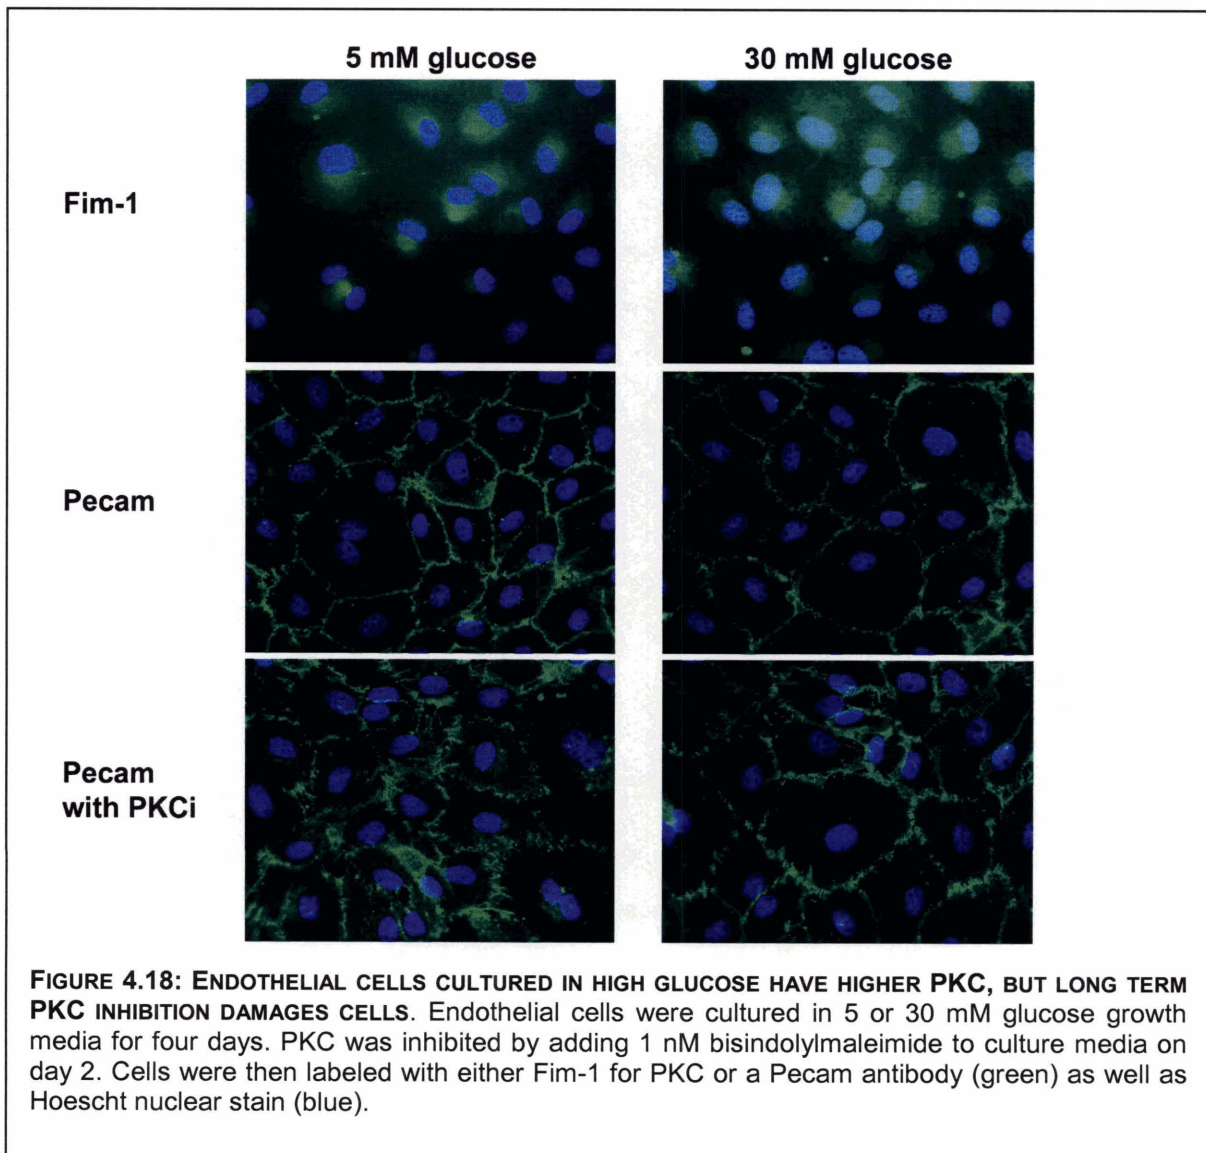 5 mM glucose 30 mM glucose
Fim-1
Pecam
Pecam
with PKCi
FIGURE 4.18: ENDOTHELIAL CELLS CULTURED IN HIGH GLUCOSE HAVE HIGHER PKC, BUT LONG TERM
PKC INHIBITION DAMAGES CELLS. Endothelial cells were cultured in 5 or 30 mM glucose growth
media for four days. PKC was inhibited by adding 1 nM bisindolylmaleimide to culture media on
day 2. Cells were then labeled with either Fim-1 for PKC or a Pecam antibody (green) as well as
Hoescht nuclear stain (blue).